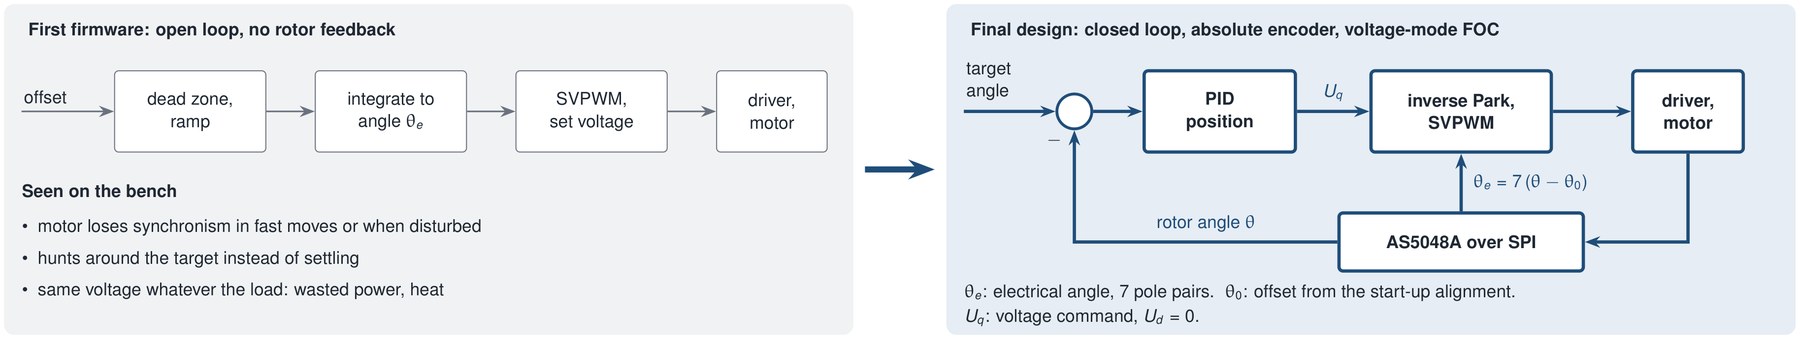 First firmware: open loop, no rotor feedback
offset
dead zone,
ramp
integrate to
angle θe
SVPWM,
set voltage
driver,
motor
Seen on the bench
• motor loses synchronism in fast moves or when disturbed
• hunts around the target instead of settling
• same voltage whatever the load: wasted power, heat
Final design: closed loop, absolute encoder, voltage-mode FOC
target
angle
−
PID
position
Uq
inverse Park,
SVPWM
driver,
motor
θe = 7 (θ − θ0)
rotor angle θ
AS5048A over SPI
θe: electrical angle, 7 pole pairs. θ0: offset from the start-up alignment.
Uq: voltage command, Ud = 0.